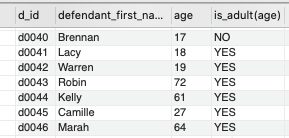 d_id defendant_first_na... age is_adult(age)
d0040 Brennan 17 NO
d0041 Lacy 18 YES
d0042 Warren 19 YES
d0043 Robin 72 YES
d0044 Kelly 61 YES
d0045 Camille 27 YES
d0046 Marah 64 YES